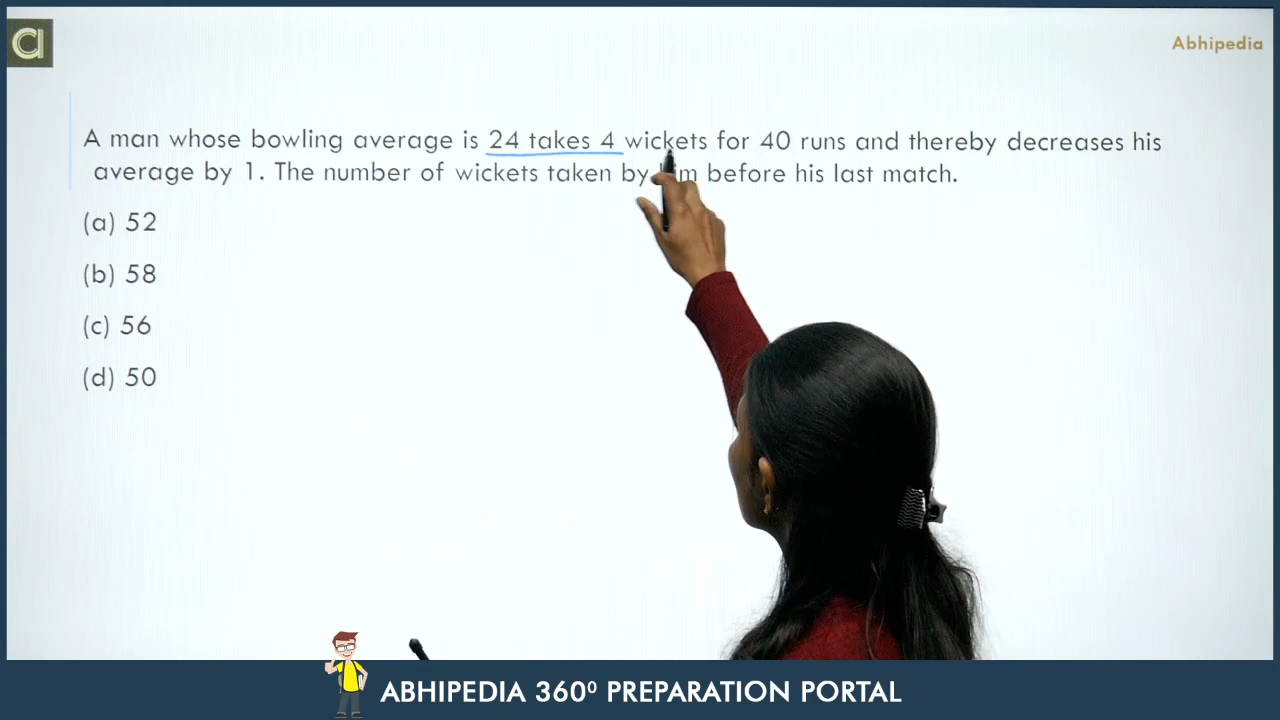 Abhipedia
A man whose bowling average is 24 takes 4 wickets for 40 runs and thereby decreases his
average by 1. The number of wickets taken by before his last match.
(a) 52
(b) 58
(c) 56
(d) 50
ABHIPEDIA 360⁰ PREPARATION PORTAL